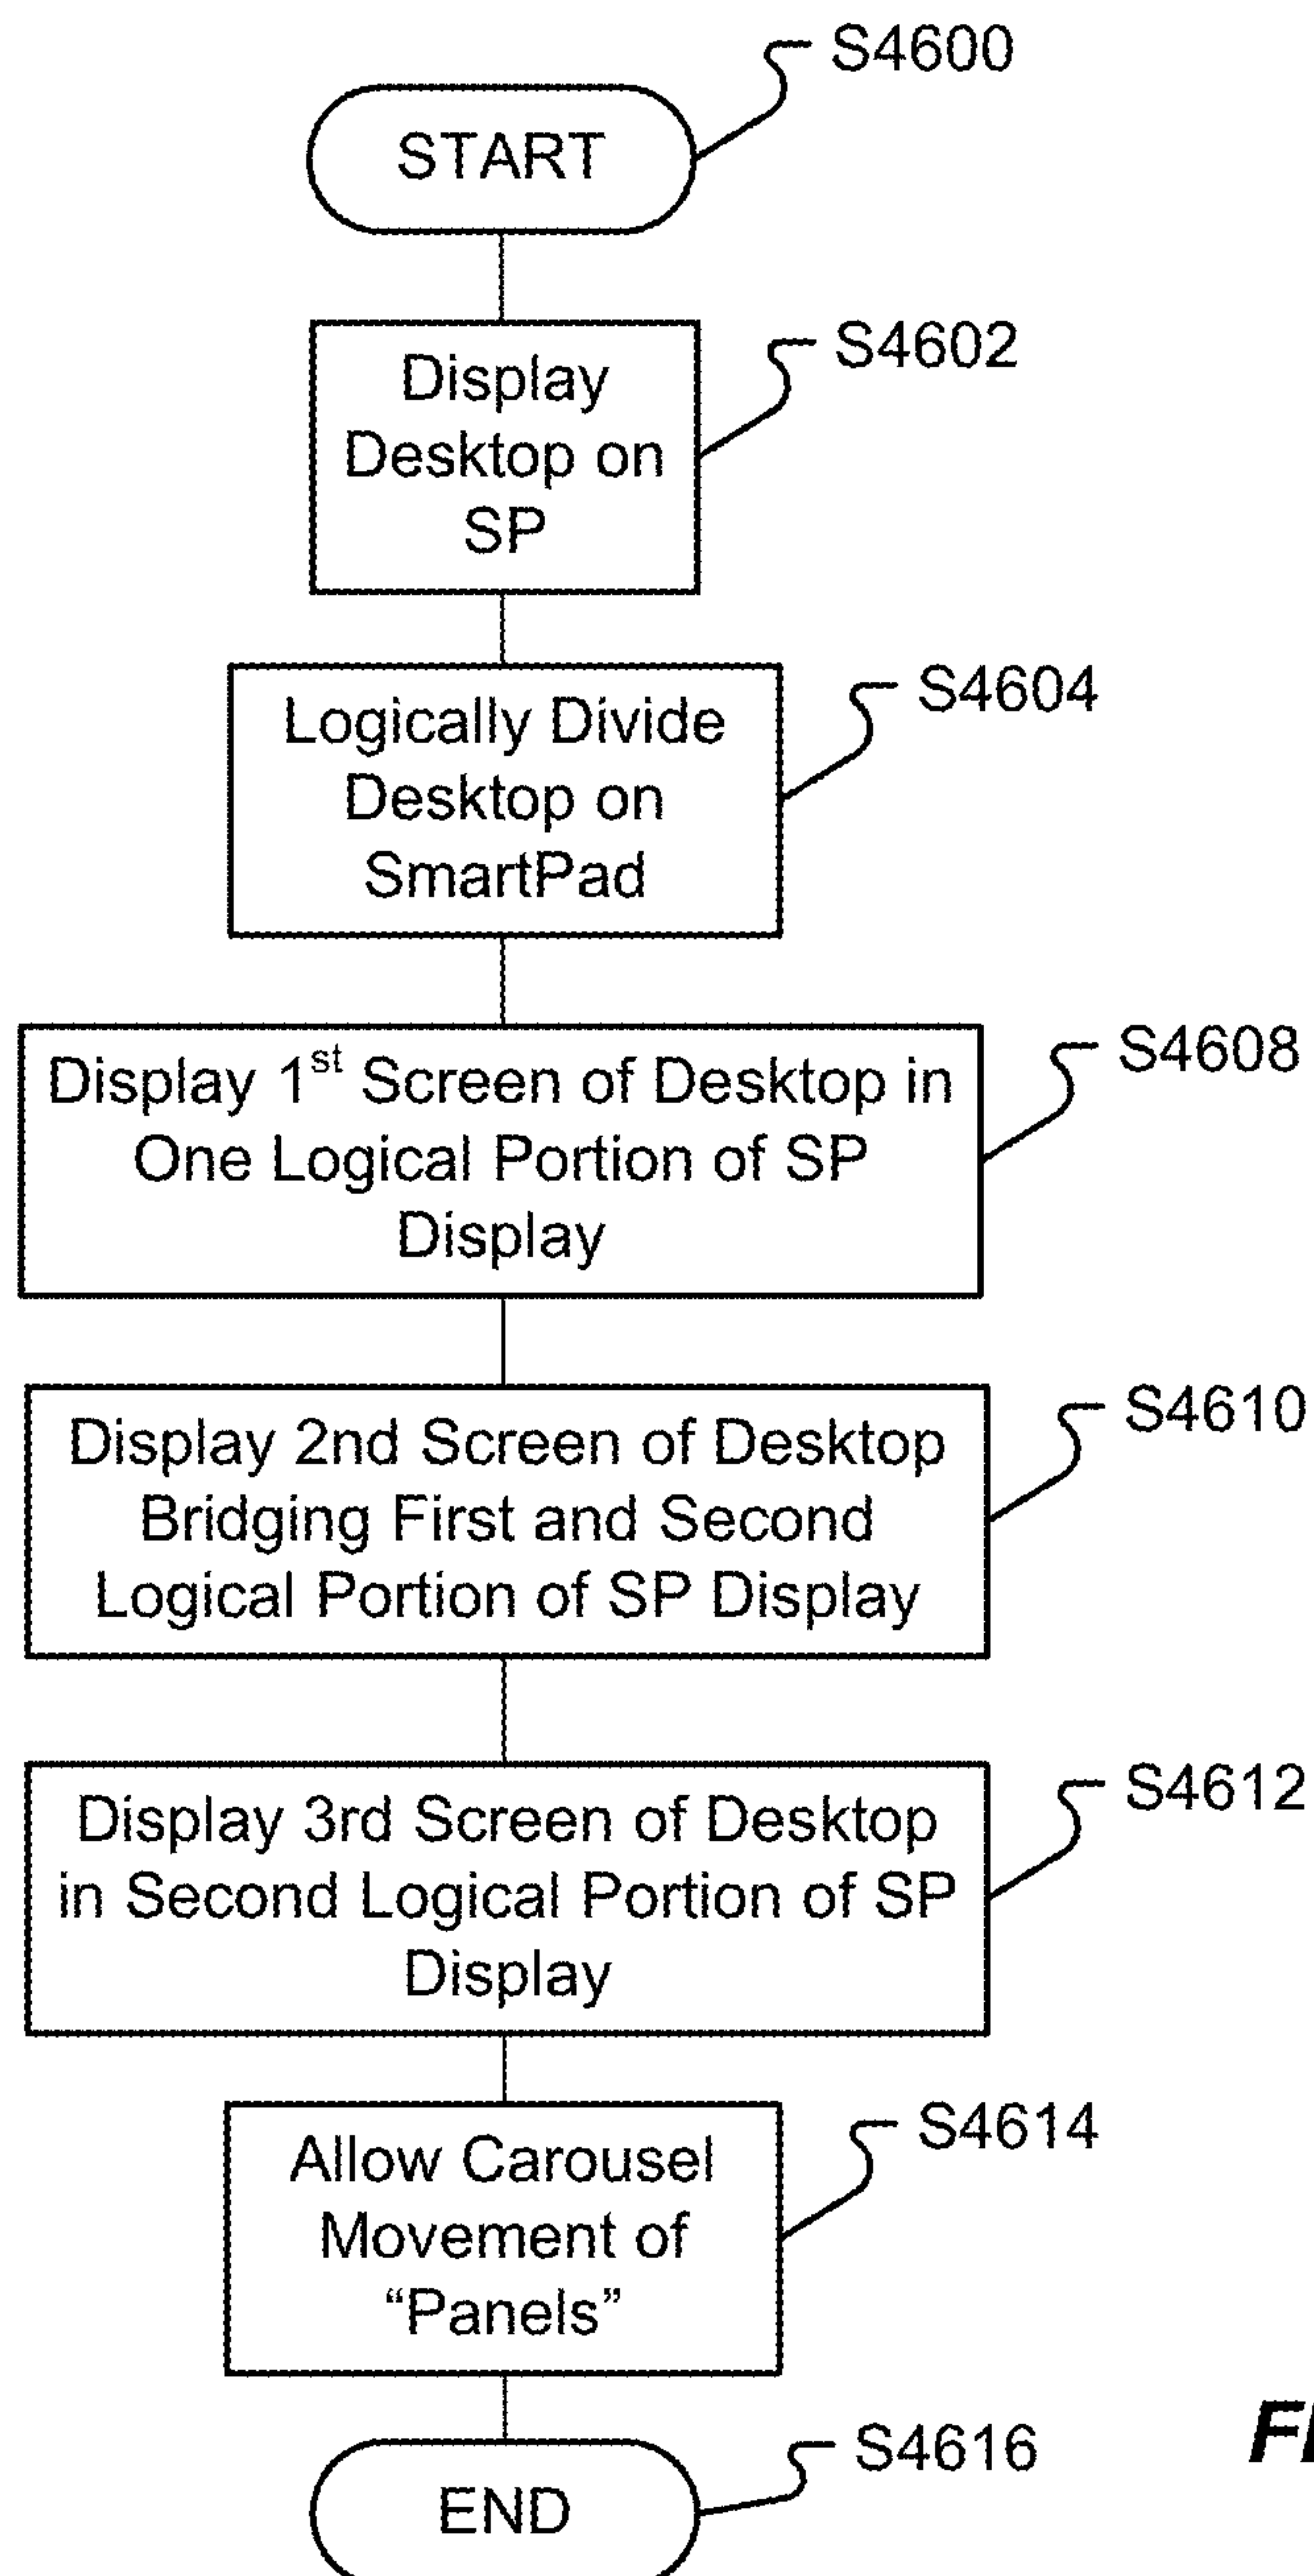 S4600
START
S4602
Display
Desktop on
SP
S4604
Logically Divide
Desktop on
SmartPad
S4608
Display 1st Screen of Desktop in
One Logical Portion of SP
Display
S4610
Display 2nd Screen of Desktop
Bridging First and Second
Logical Portion of SP Display
S4612
Display 3rd Screen of Desktop
in Second Logical Portion of SP
Display
S4614
Allow Carousel
Movement of
“Panels”
S4616
END